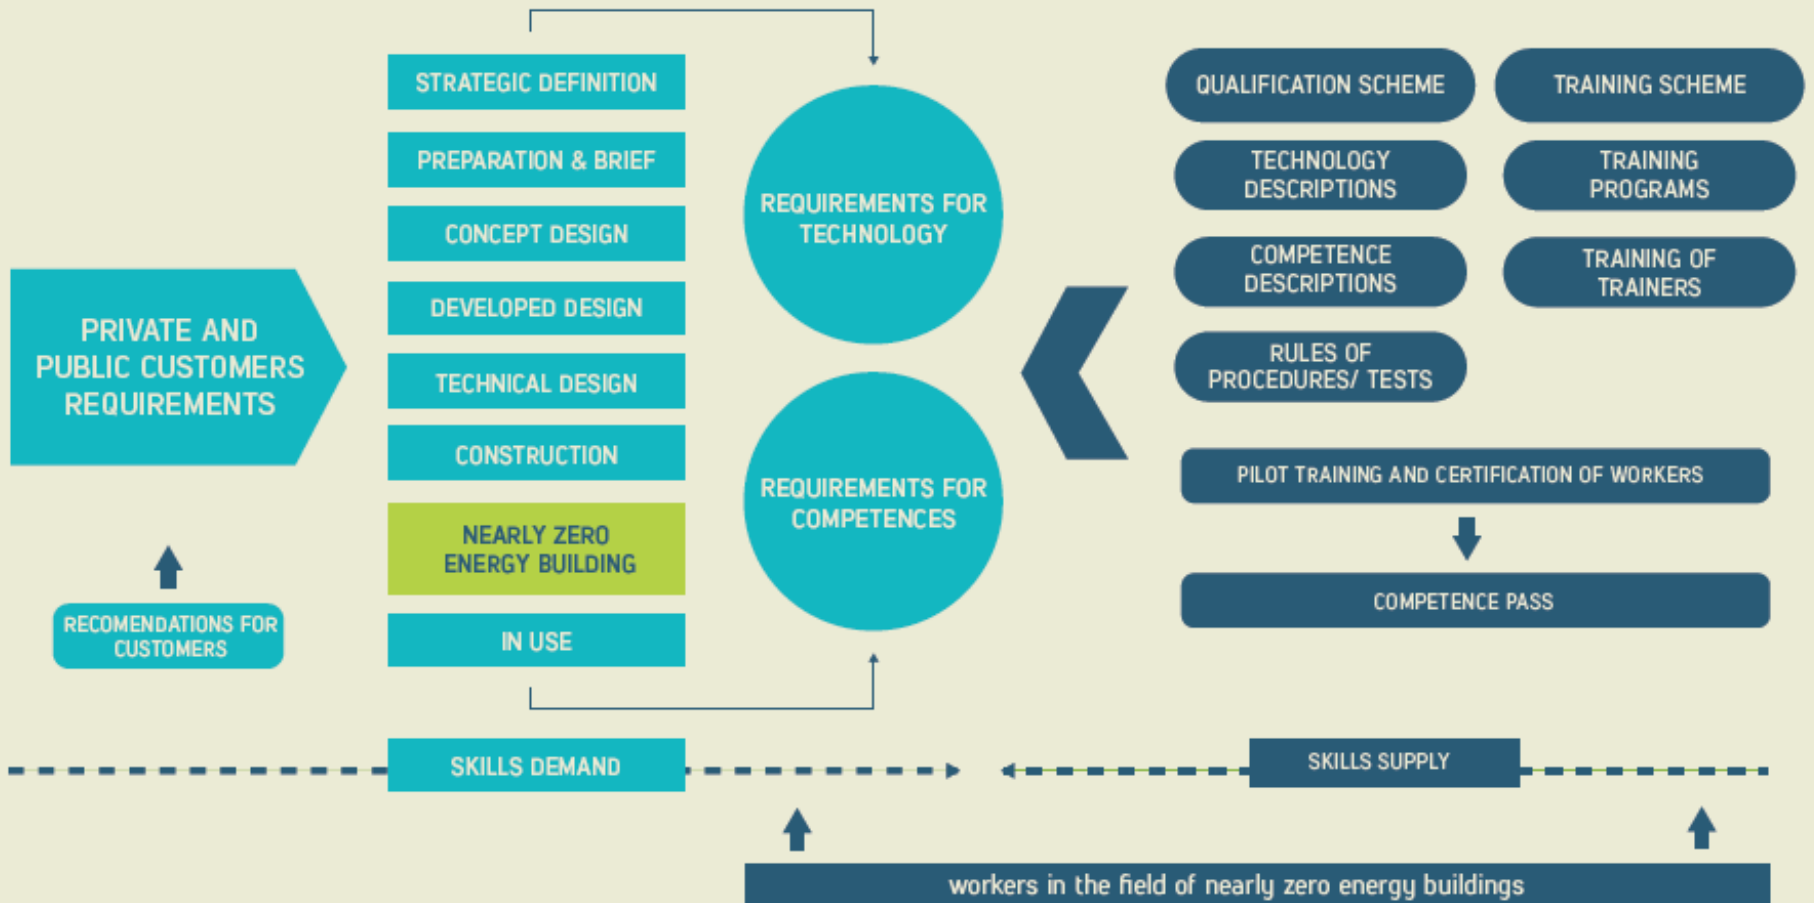 PRIVATE AND
PUBLIC CUSTOMERS
REQUIREMENTS
RECOMENDATIONS FOR
CUSTOMERS
STRATEGIC DEFINITION
PREPARATION & BRIEF
CONCEPT DESIGN
DEVELOPED DESIGN
TECHNICAL DESIGN
CONSTRUCTION
NEARLY ZERO
ENERGY BUILDING
IN USE
REQUIREMENTS FOR
TECHNOLOGY
REQUIREMENTS FOR
COMPETENCES
QUALIFICATION SCHEME
TECHNOLOGY
DESCRIPTIONS
COMPETENCE
DESCRIPTIONS
RULES OF
PROCEDURES/ TESTS
TRAINING SCHEME
TRAINING
PROGRAMS
TRAINING OF
TRAINERS
PILOT TRAINING AND CERTIFICATION OF WORKERS
COMPETENCE PASS
SKILLS DEMAND
SKILLS SUPPLY
workers in the field of nearly zero energy buildings